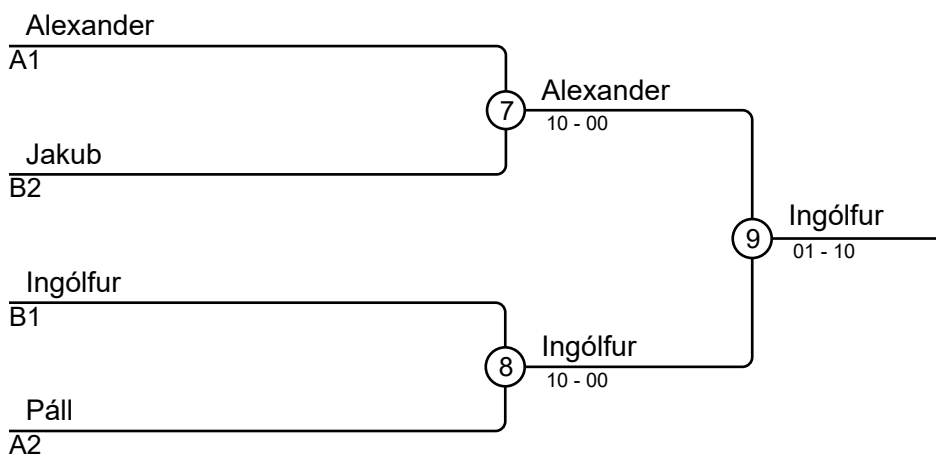 Alexander
A1
7
Alexander
10 - 00
Jakub
B2
9
Ingólfur
01 - 10
Ingólfur
B1
8
Ingólfur
10 - 00
Páll
A2